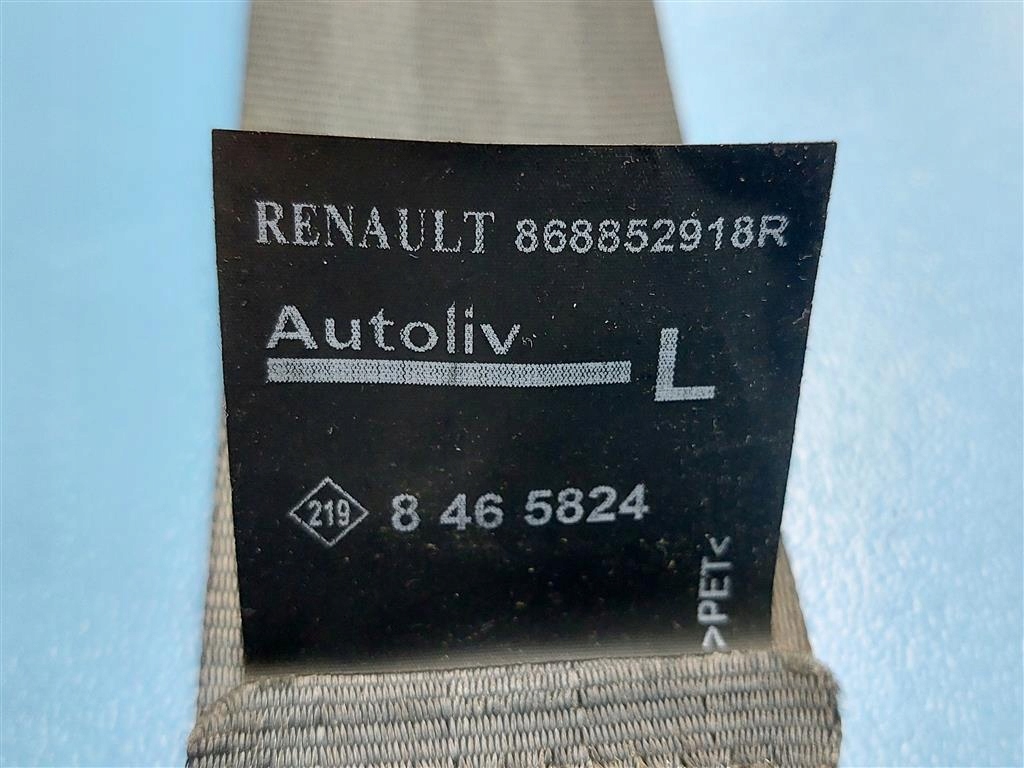 RENAULT 868852918R
Autoliv
L
219 8 46 5824
>PET<